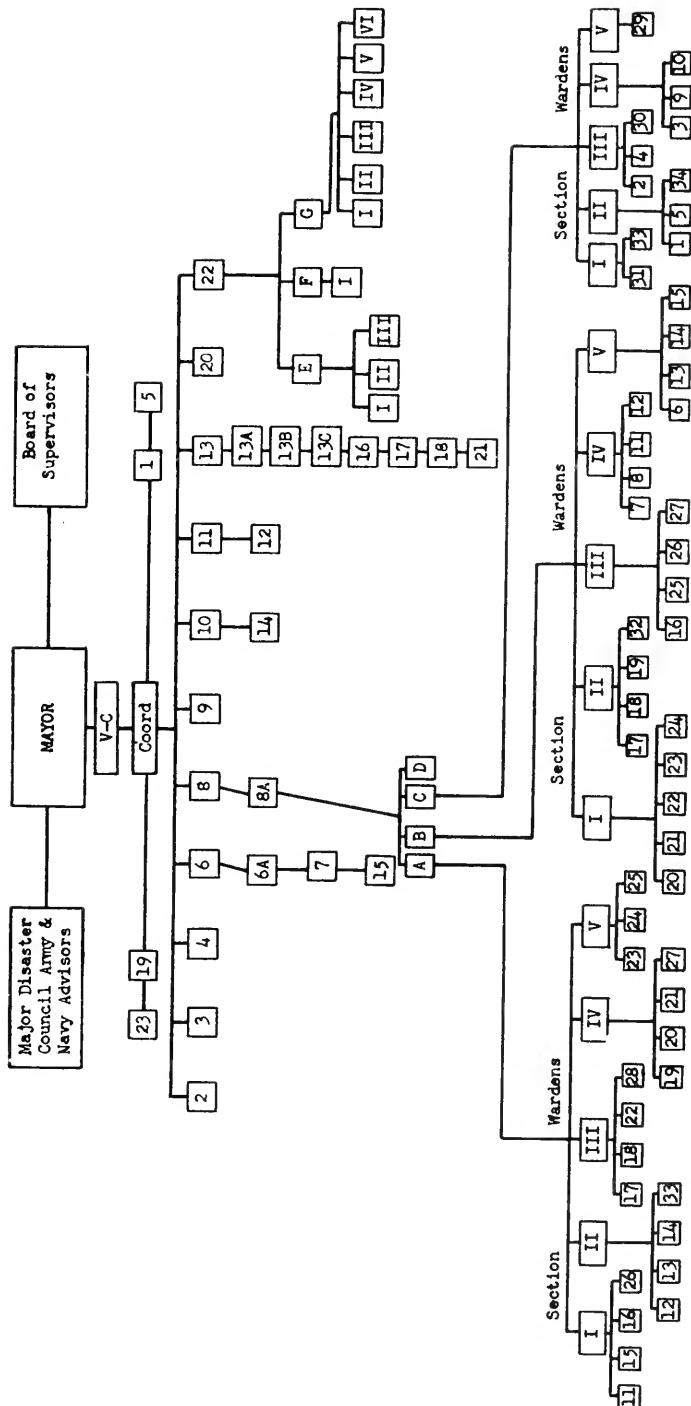 Major Disaster
Council Army &
Navy Advisors
MAYOR
Board of
Supervisors
V-C
Coord
23
19
1
5
2
3
4
6
8
9
10
11
13
20
22
6A
7
15
8A
14
12
13A
13B
13C
16
17
18
21
E
F
G
I
II
III
I
I
II
III
IV
V
VI
A
B
C
D
Section
Wardens
I
II
III
IV
V
11
15
16
26
12
13
14
33
17
18
22
28
19
20
21
27
23
24
25
Section
Wardens
I
II
III
IV
V
20
21
22
23
24
17
18
19
32
16
25
26
27
7
8
11
12
6
13
14
15
Section
Wardens
I
II
III
IV
V
31
33
1
5
34
2
4
30
3
9
10
29